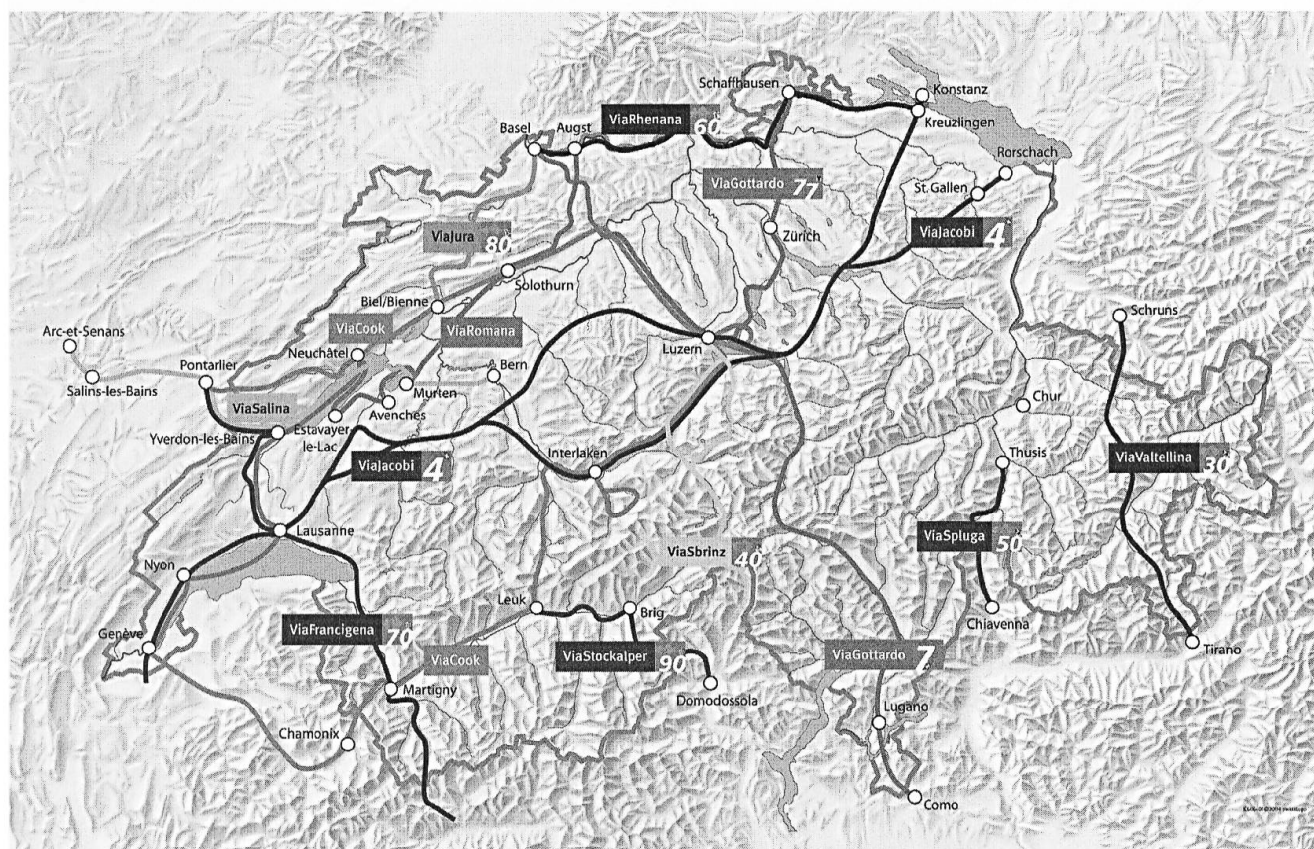 Schaffhausen
Konstanz
Kreuzlingen
ViaRhenana 60
Basel
Augst
Rorschach
ViaGottardo 77
St.Gallen
ViaJacobi 4
ViaJura 80
Zürich
Solothurn
Biel/Bienne
Schruns
Arc-et-Senans
ViaCook
ViaRomana
Neuchâtel
Luzern
Pontarlier
Bern
Salins-les-Bains
Murten
ViaSalina
Avenches
Chur
Yverdon-les-Bains
Estavayer-
le-Lac
Interlaken
Thusis
ViaJacobi 4
ViaValtellina 30
Lausanne
ViaSpluga 50
ViaSbrinz 40
Nyon
Leuk
Brig
Chiavenna
Genève
ViaFrancigena 70
ViaCook
ViaStockalper 90
ViaGottardo 7
Tirano
Martigny
Domodossola
Lugano
Chamonix
Como